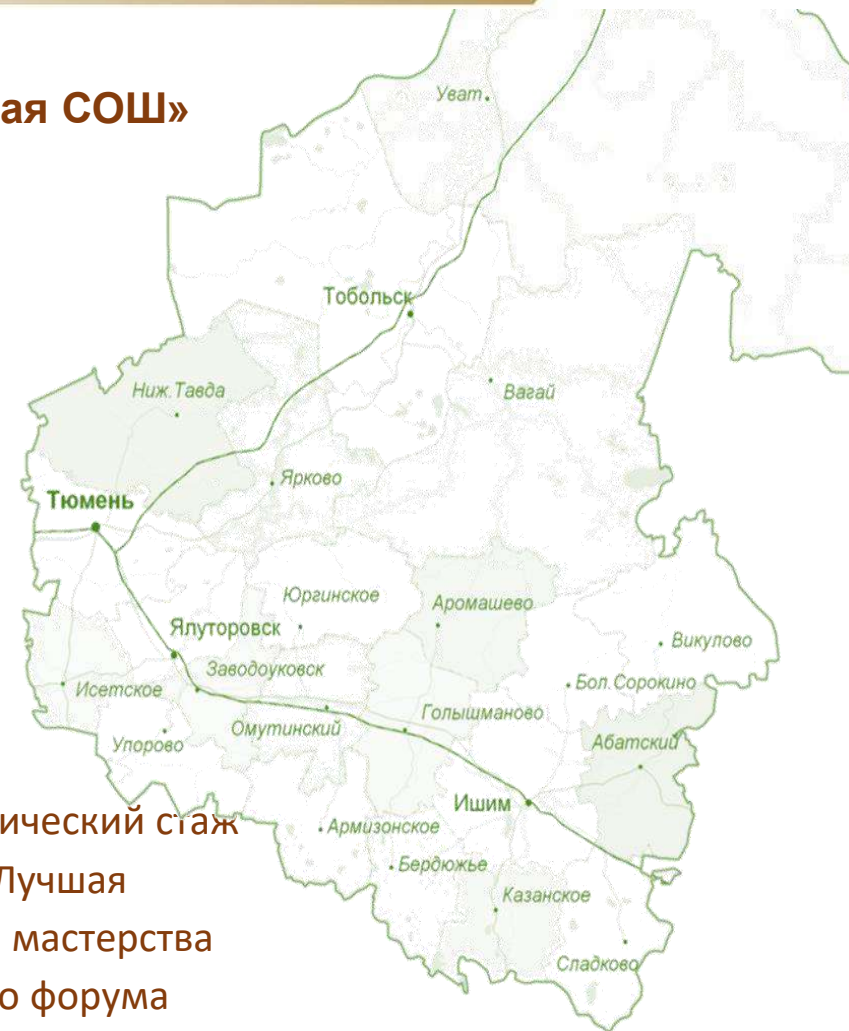 ая СОШ»
Уват
Тобольск
Ниж.Тавда
Вагай
Ярково
Тюмень
Юргинское
Аромашево
Ялуторовск
Викулово
Заводоуковск
Исетское
Бол.Сорокино
Омутинский
Голышманово
Упорово
Абатский
Ишим
ический стаж
Армизонское
Лучшая
Бердюжье
Казанское
мастерства
Сладково
о форума